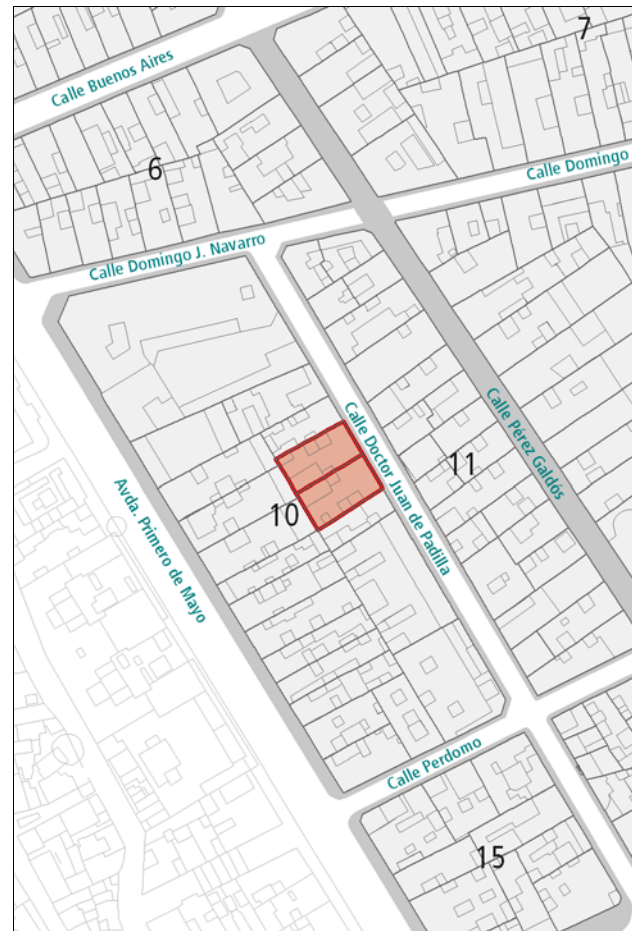 7
Calle Buenos Aires
6
Calle Domingo
Calle Domingo J. Navarro
Calle Doctor Juan de Padilla
Calle Pérez Galdós
11
10
Avda. Primero de Mayo
Calle Perdomo
15